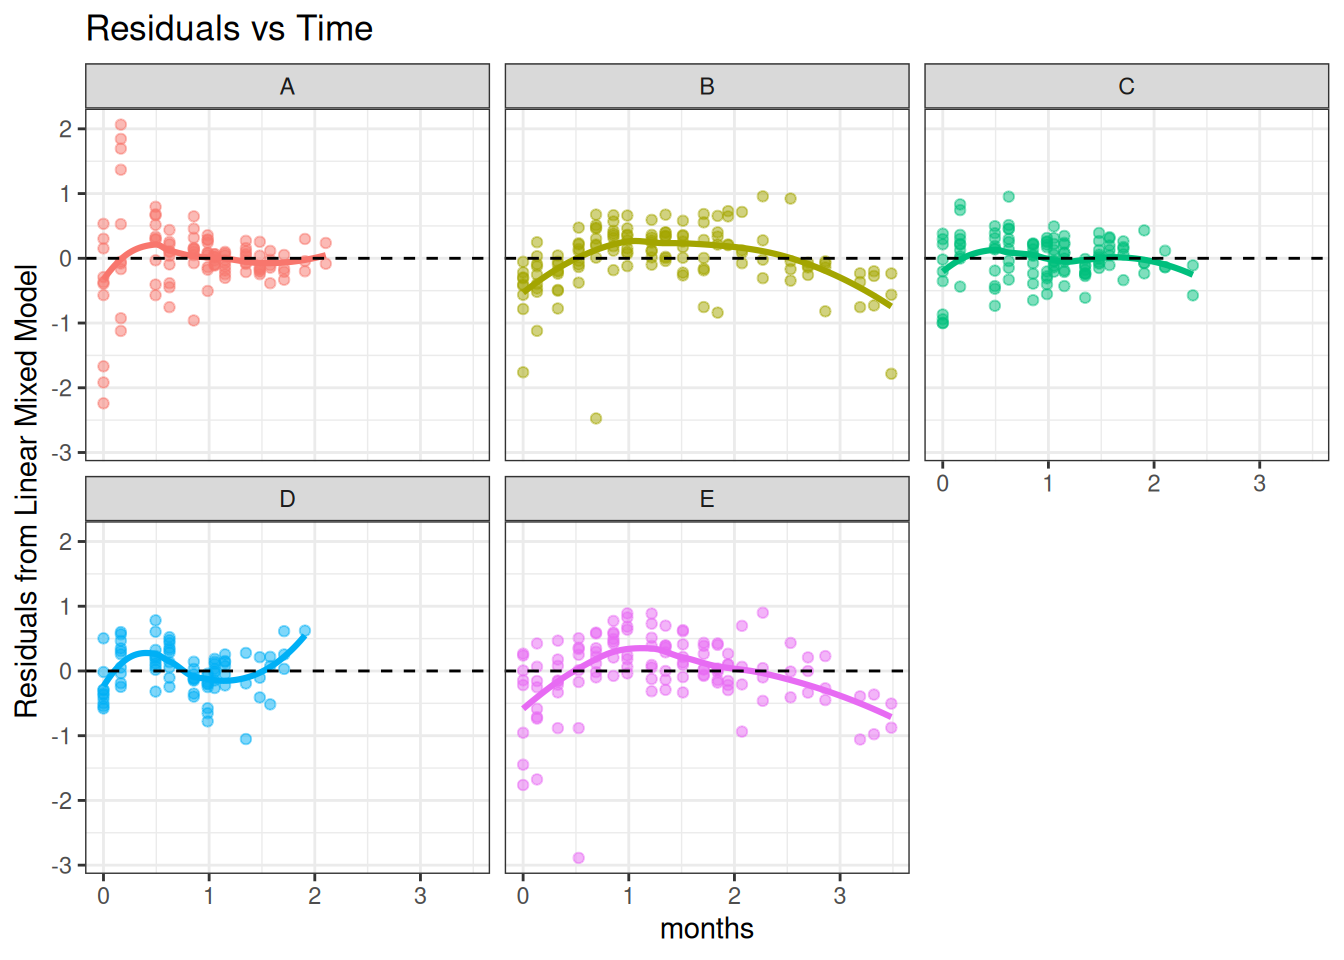 Residuals vs Time
A B C
2
1
0
-1
-2
-3
0 1 2 3
D E
2
1
0
-1
-2
-3
0 1 2 3 0 1 2 3
months
Residuals from Linear Mixed Model